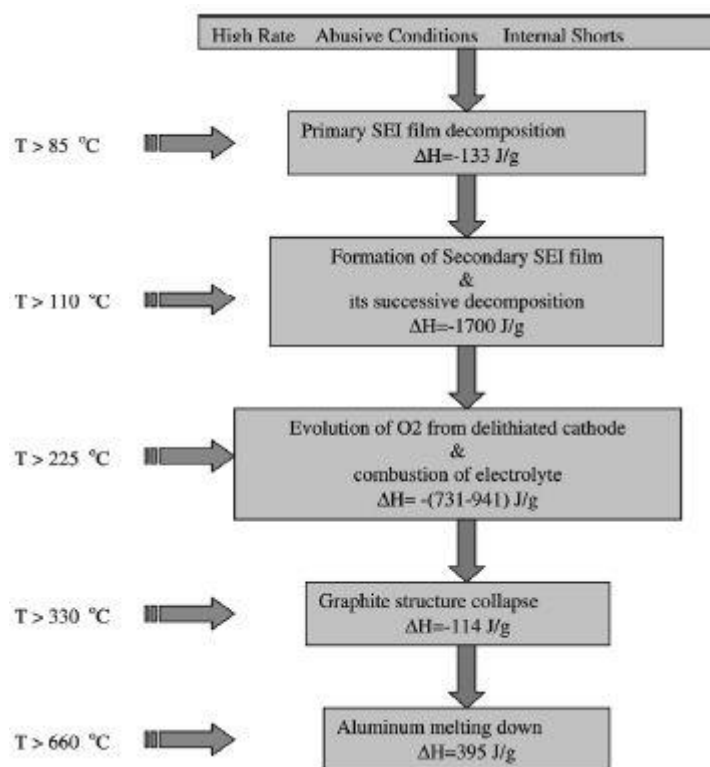 High Rate Abusive Conditions Internal Shorts
T > 85 °C
Primary SEI film decomposition
ΔH=-133 J/g
T > 110 °C
Formation of Secondary SEI film
&
its successive decomposition
ΔH=-1700 J/g
T > 225 °C
Evolution of O2 from delithiated cathode
&
combustion of electrolyte
ΔH= -(731-941) J/g
T > 330 °C
Graphite structure collapse
ΔH=-114 J/g
T > 660 °C
Aluminum melting down
ΔH=395 J/g